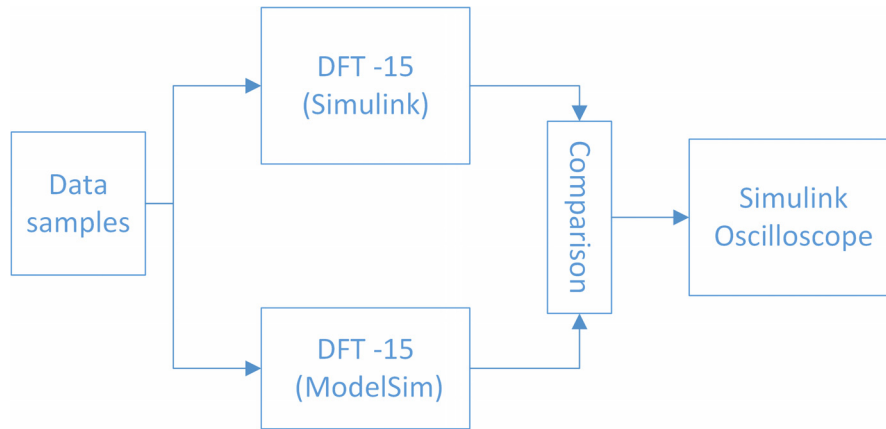 Data
samples
DFT -15
(Simulink)
DFT -15
(ModelSim)
Comparison
Simulink
Oscilloscope